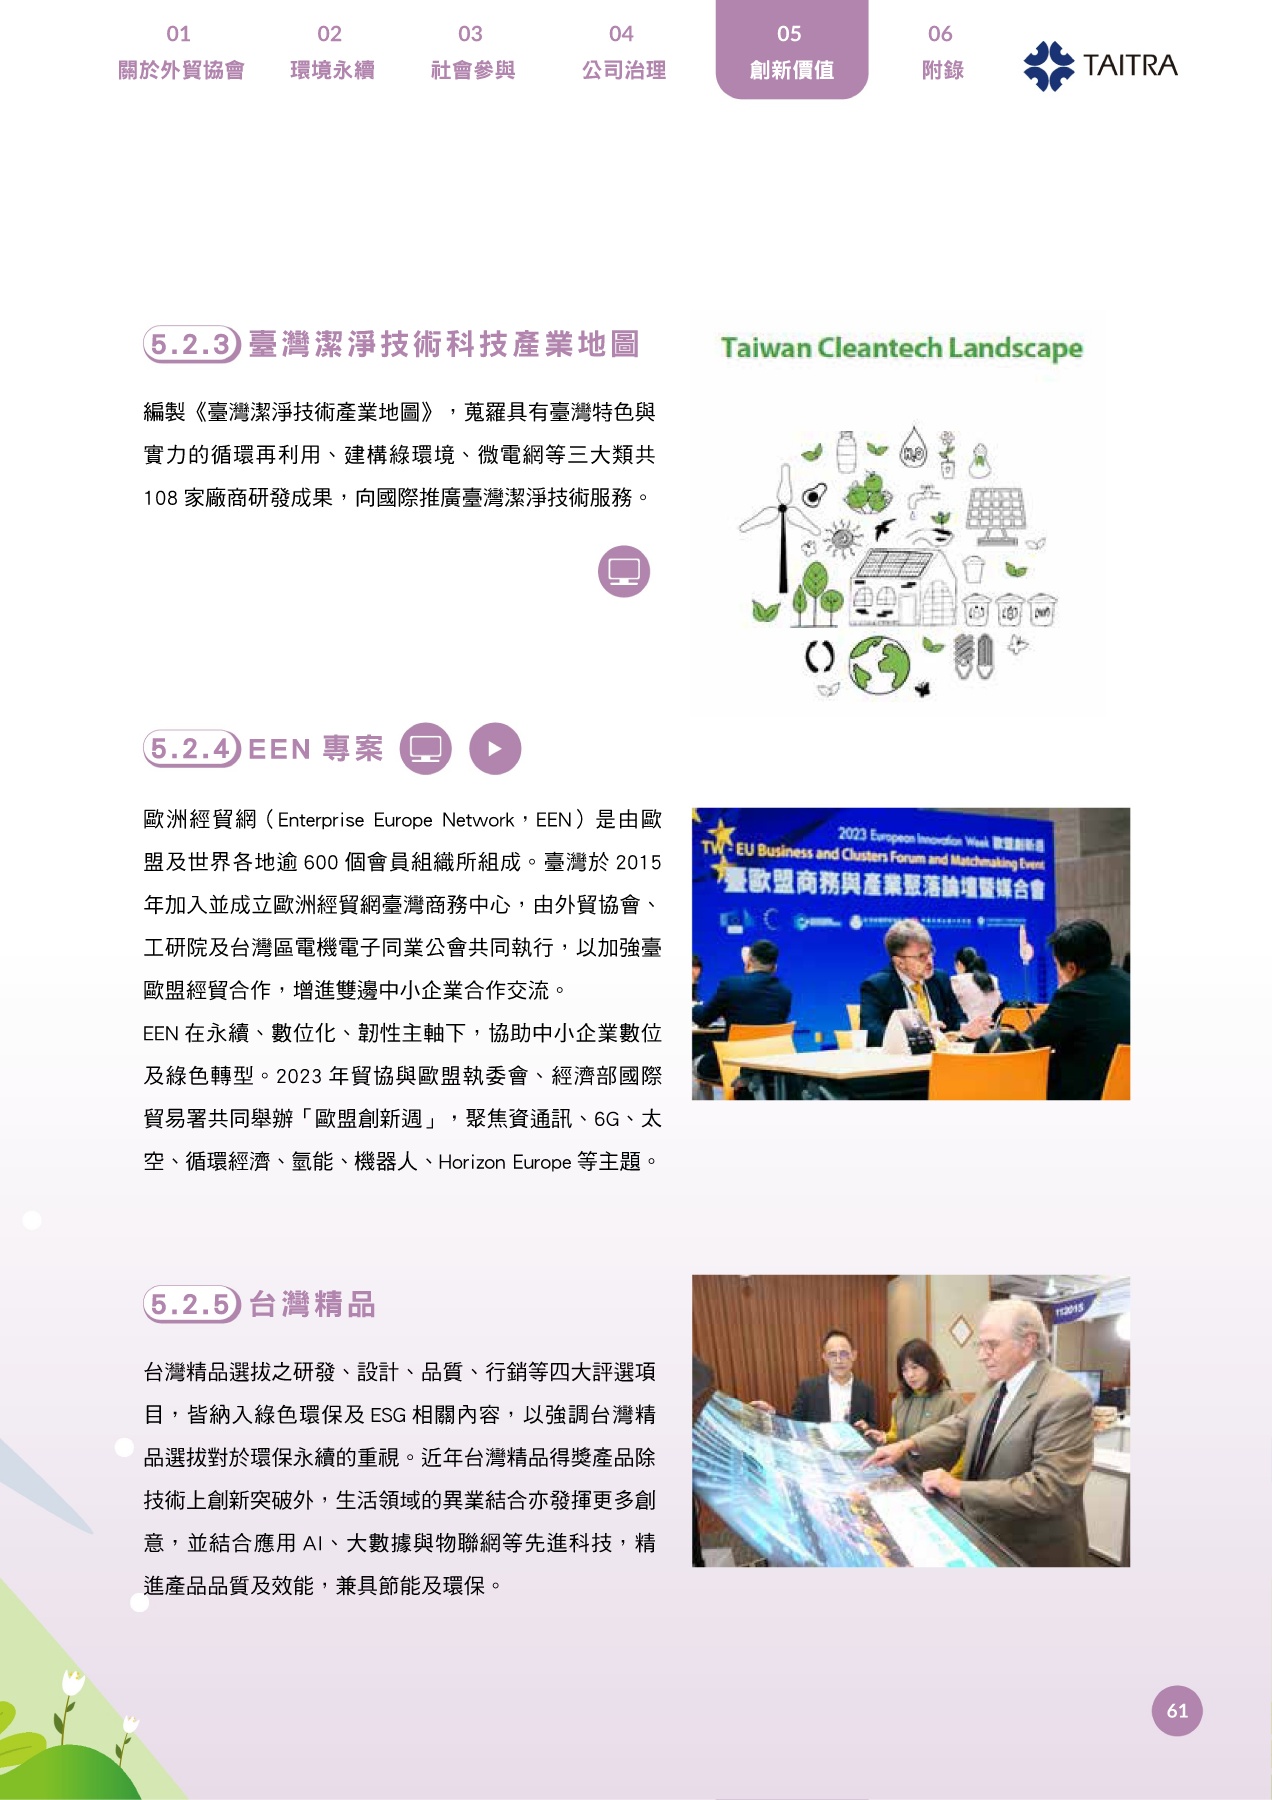 01
關於外貿協會
02
環境永續
03
社會參與
04
公司治理
05
創新價值
06
附錄
TAITRA
5.2.3 臺灣潔淨技術科技產業地圖
編製《臺灣潔淨技術產業地圖》，蒐羅具有臺灣特色與
實力的循環再利用、建構綠環境、微電網等三大類共
108 家廠商研發成果，向國際推廣臺灣潔淨技術服務。
Taiwan Cleantech Landscape
H₂O
5.2.4 EEN 專案
歐洲經貿網（Enterprise Europe Network，EEN）是由歐
盟及世界各地逾 600 個會員組織所組成。臺灣於 2015
年加入並成立歐洲經貿網臺灣商務中心，由外貿協會、
工研院及台灣區電機電子同業公會共同執行，以加強臺
歐盟經貿合作，增進雙邊中小企業合作交流。
EEN 在永續、數位化、韌性主軸下，協助中小企業數位
及綠色轉型。2023 年貿協與歐盟執委會、經濟部國際
貿易署共同舉辦「歐盟創新週」，聚焦資通訊、6G、太
空、循環經濟、氫能、機器人、Horizon Europe 等主題。
2023 European Innovation Week 歐盟創新週
TW - EU Business and Clusters Forum and Matchmaking Event
臺歐盟商務與產業聚落論壇暨媒合會
5.2.5 台灣精品
台灣精品選拔之研發、設計、品質、行銷等四大評選項
目，皆納入綠色環保及 ESG 相關內容，以強調台灣精
品選拔對於環保永續的重視。近年台灣精品得獎產品除
技術上創新突破外，生活領域的異業結合亦發揮更多創
意，並結合應用 AI、大數據與物聯網等先進科技，精
進產品品質及效能，兼具節能及環保。
61